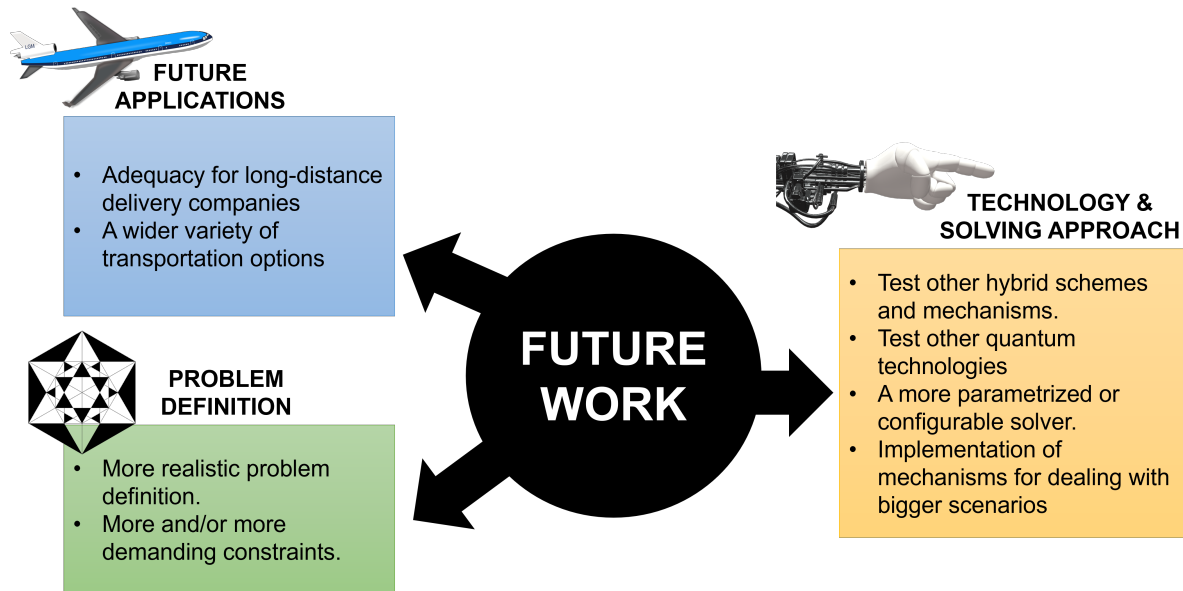 FUTURE
APPLICATIONS
• Adequacy for long-distance
delivery companies
• A wider variety of
transportation options
PROBLEM
DEFINITION
• More realistic problem
definition.
• More and/or more
demanding constraints.
FUTURE
WORK
TECHNOLOGY &
SOLVING APPROACH
• Test other hybrid schemes
and mechanisms.
• Test other quantum
technologies
• A more parametrized or
configurable solver.
• Implementation of
mechanisms for dealing with
bigger scenarios